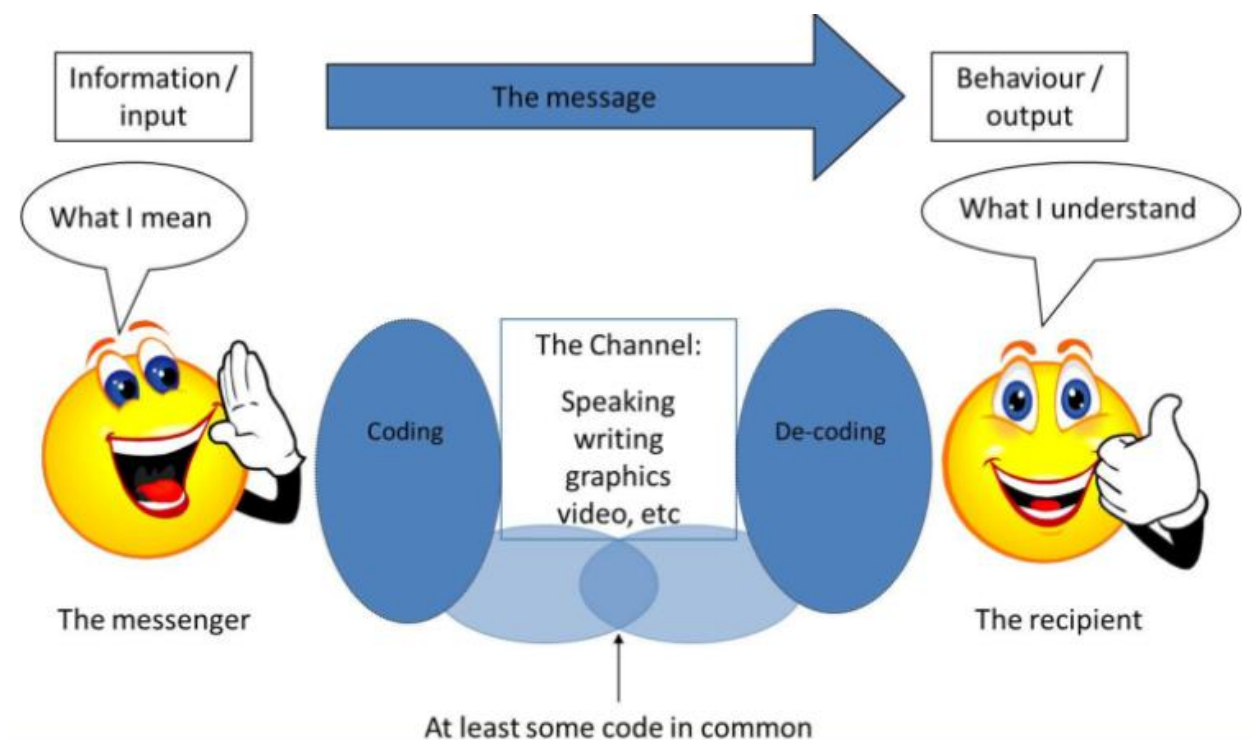 Information /
input
The message
Behaviour /
output
What I mean
What I understand
The Channel:
Speaking
writing
graphics
video, etc
Coding
De-coding
The messenger
The recipient
At least some code in common